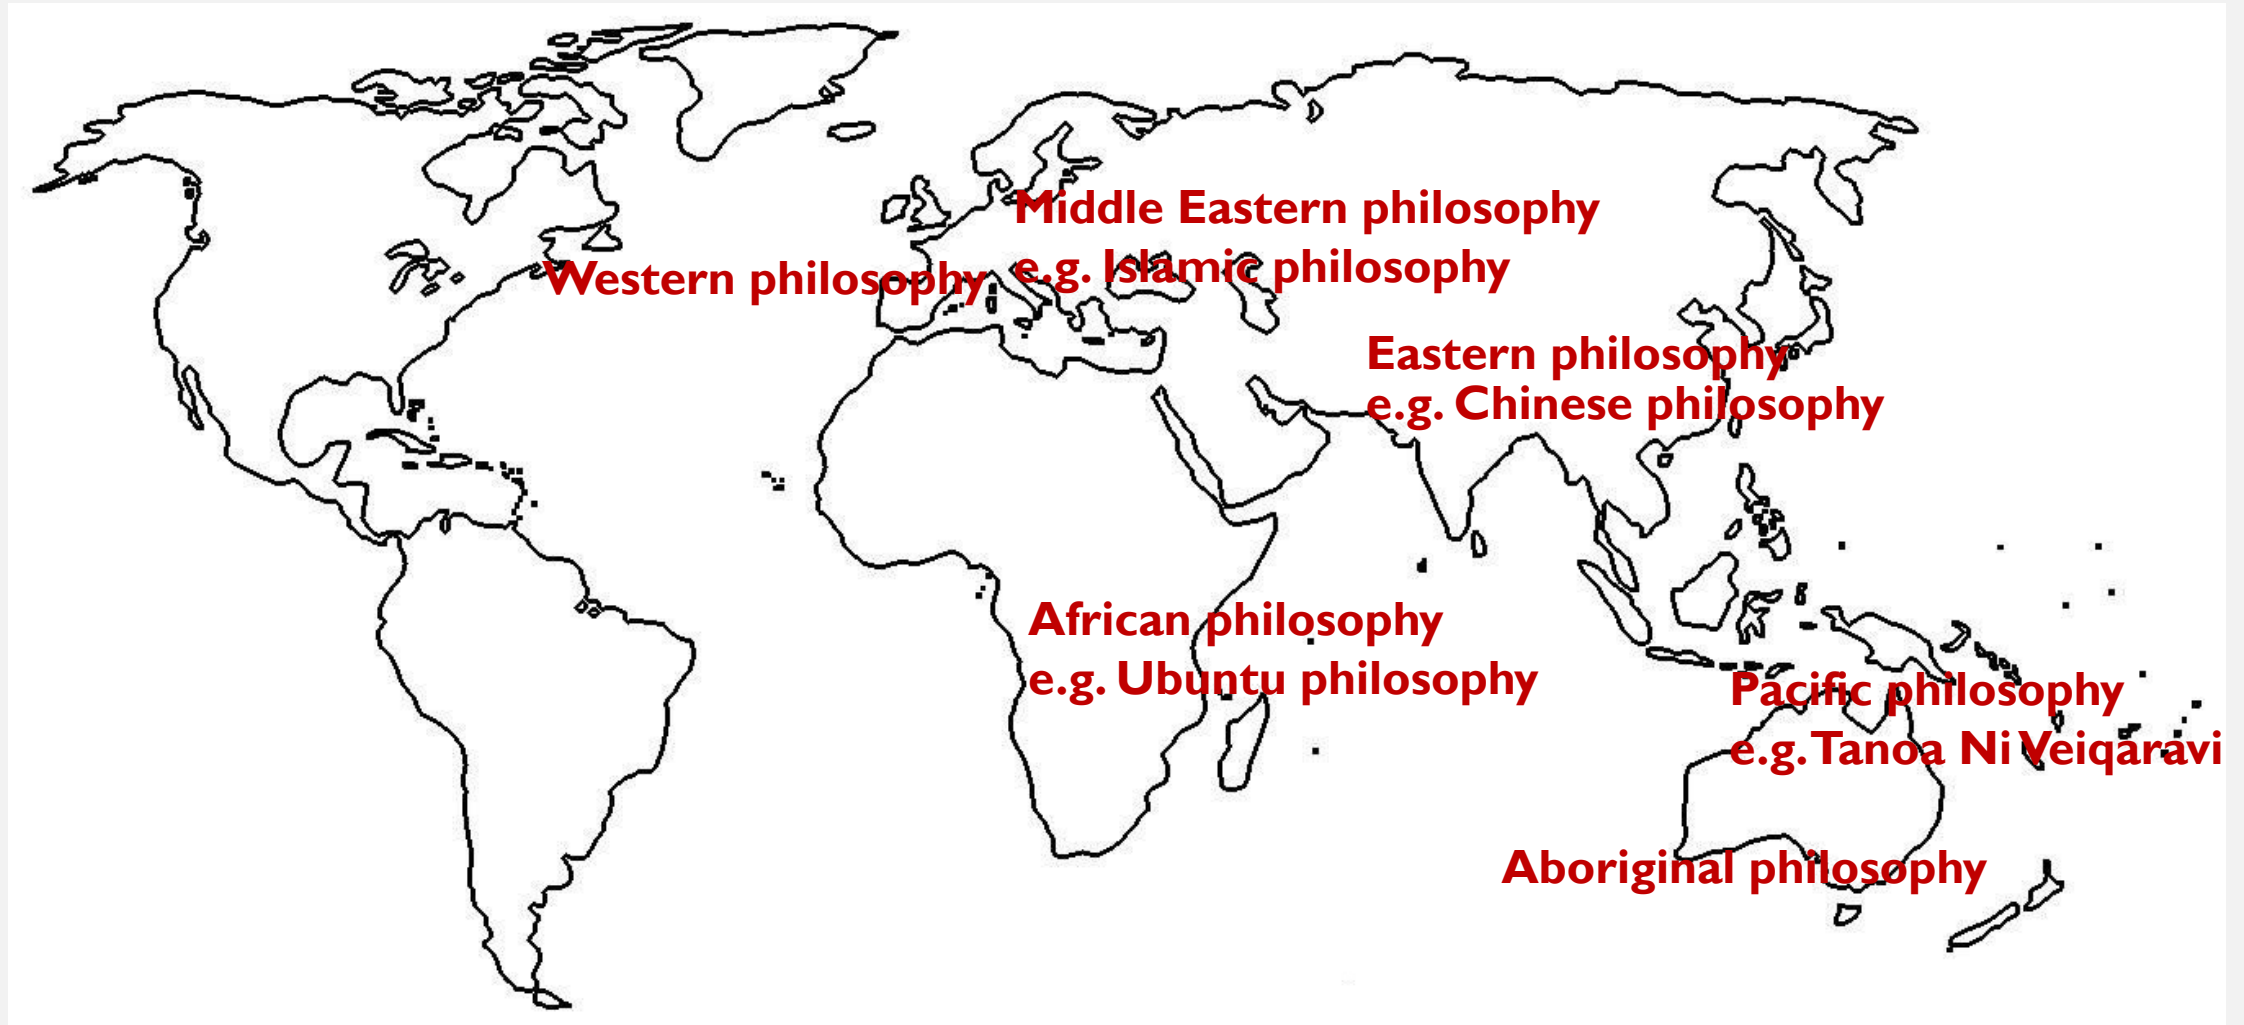 Middle Eastern philosophy
e.g. Islamic philosophy
Western philosophy
Eastern philosophy
e.g. Chinese philosophy
African philosophy
e.g. Ubuntu philosophy
Pacific philosophy
e.g. Tanoa Ni Veiqaravi
Aboriginal philosophy